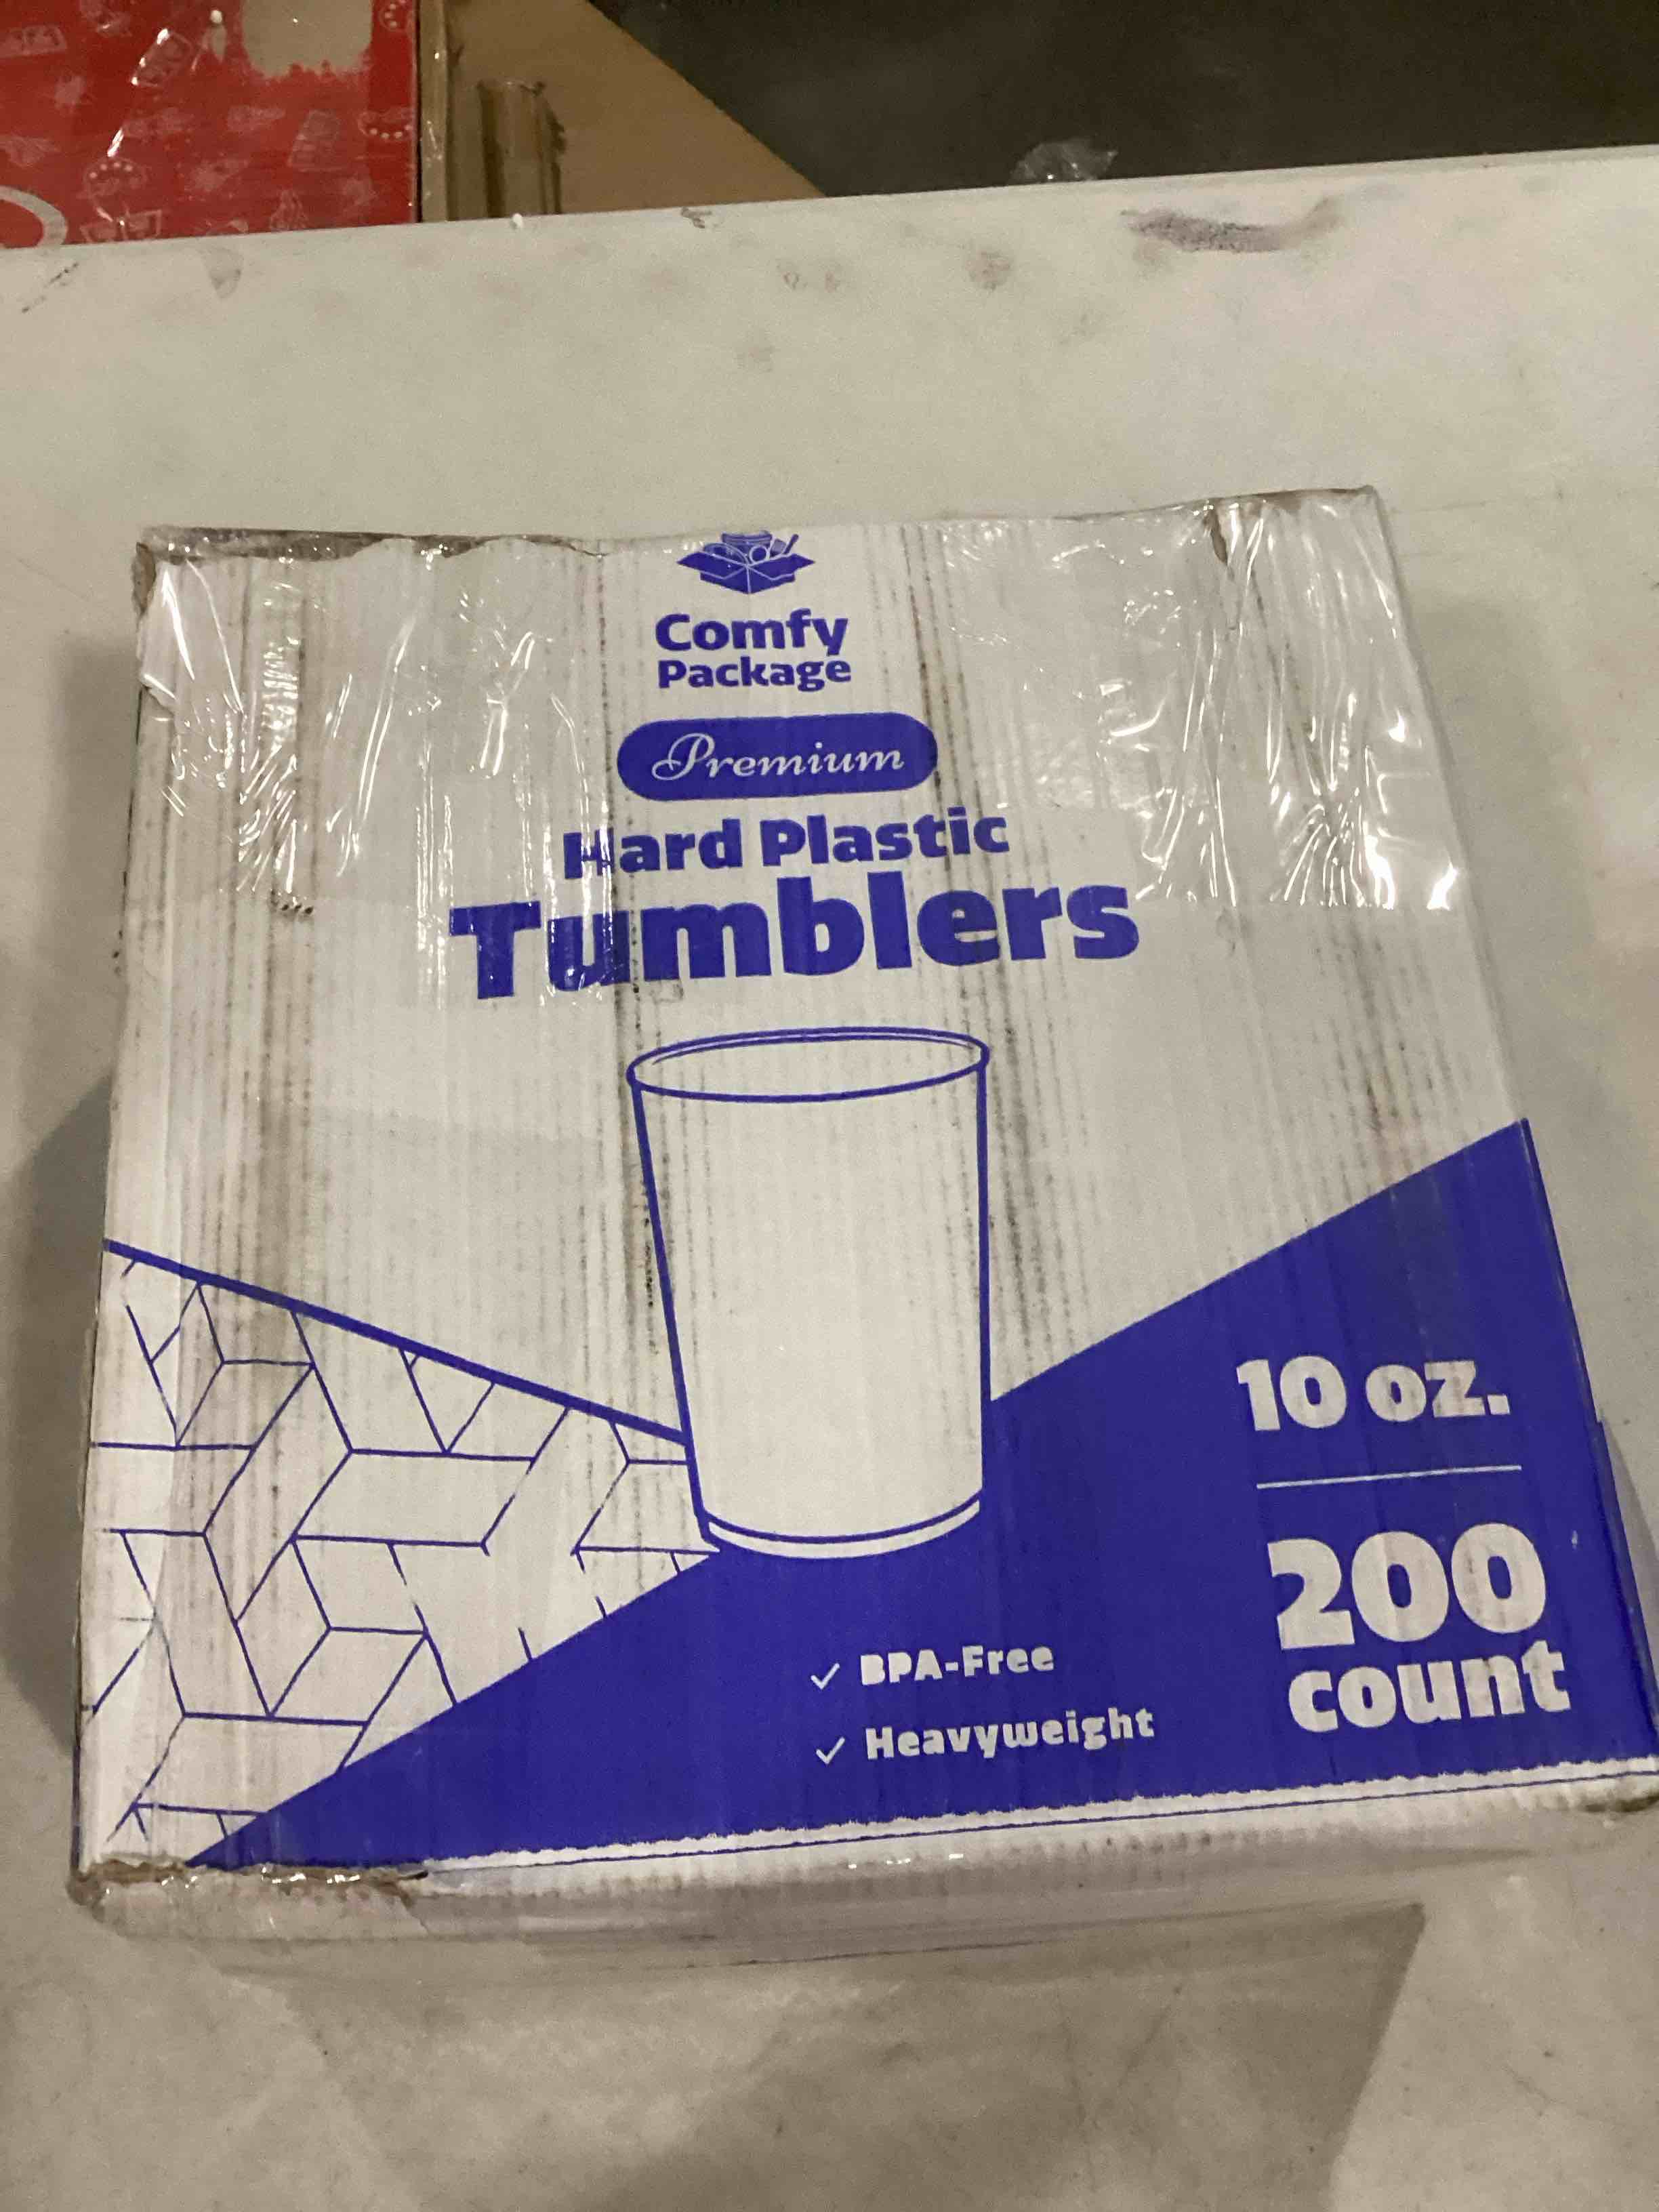 Comfy
Package
Premium
Hard Plastic
Tumblers
10 oz.
200
count
✓ BPA-Free
✓ Heavyweight